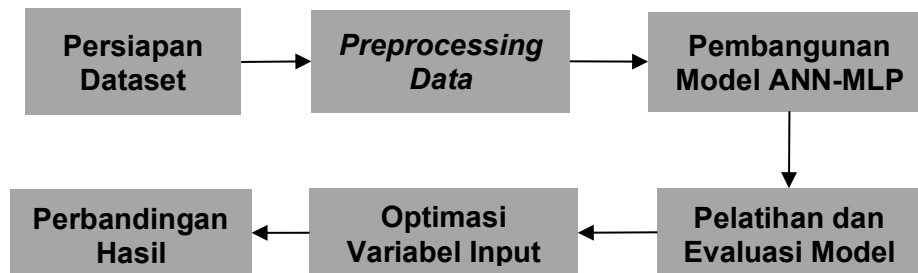 Persiapan
Dataset
Preprocessing
Data
Pembangunan
Model ANN-MLP
Pelatihan dan
Evaluasi Model
Optimasi
Variabel Input
Perbandingan
Hasil